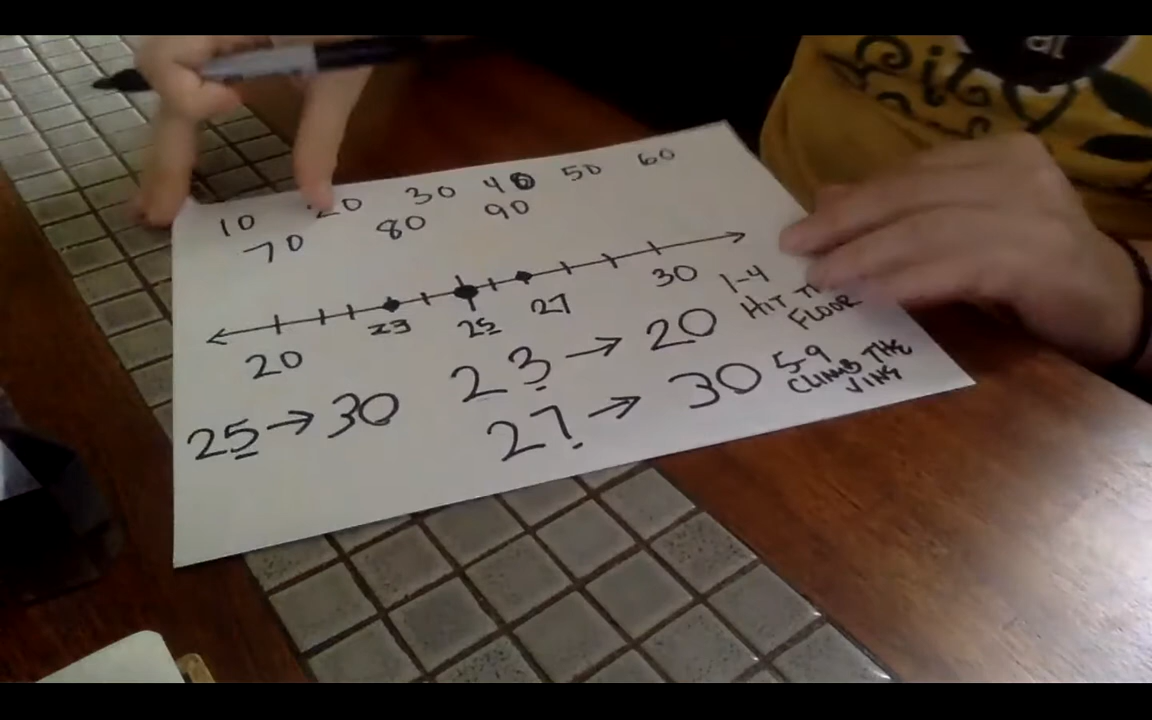 10 20 30 40 50 60
70 80 90
23 25 27
20 30
1-4
HIT THE
FLOOR
23 → 20
5-9
CLIMB THE
VINE
27 → 30
25 → 30